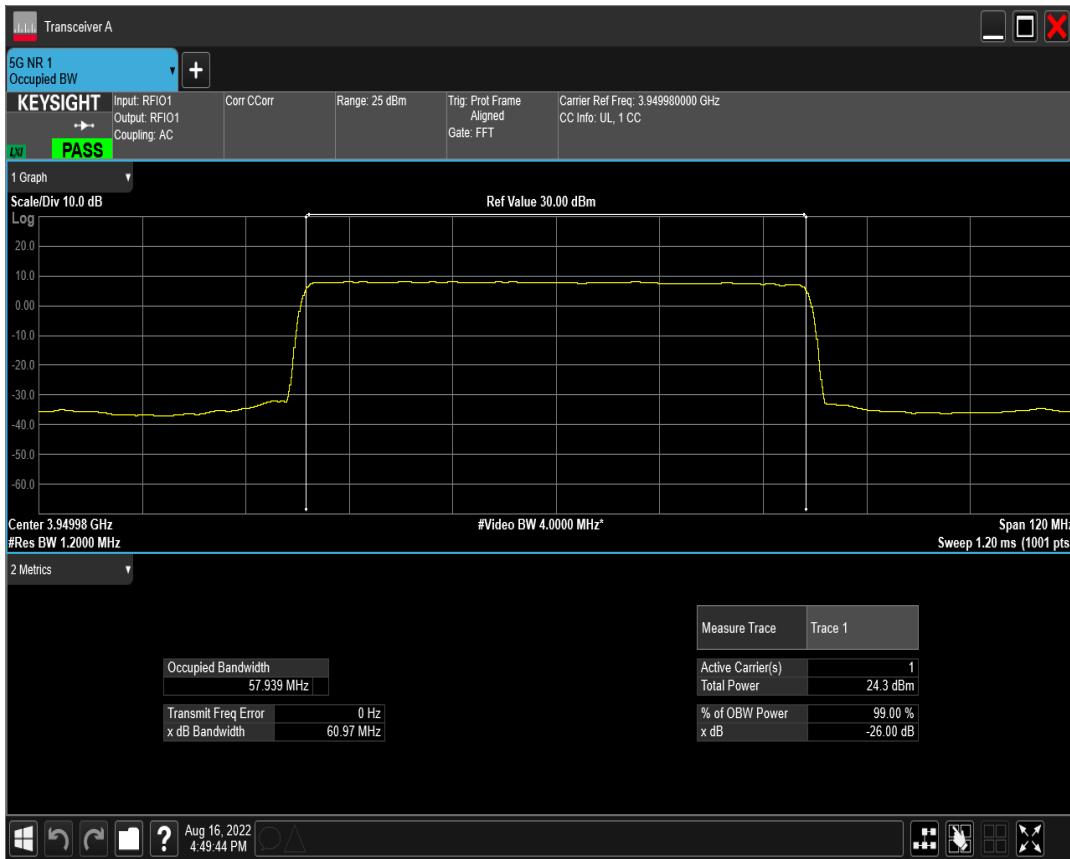 Transceiver A
5G NR 1
Occupied BW
+
KEYSIGHT
LXI
PASS
Input: RFIO1
Output: RFIO1
Coupling: AC
Corr CCorr
Range: 25 dBm
Trig: Prot Frame
Aligned
Gate: FFT
Carrier Ref Freq: 3.949980000 GHz
CC Info: UL, 1 CC
1 Graph
Scale/Div 10.0 dB
Ref Value 30.00 dBm
Log
20.0
10.0
0.00
-10.0
-20.0
-30.0
-40.0
-50.0
-60.0
Center 3.94998 GHz
#Video BW 4.0000 MHz*
Span 120 MHz
#Res BW 1.2000 MHz
Sweep 1.20 ms (1001 pts
2 Metrics
Measure Trace Trace 1
Occupied Bandwidth
57.939 MHz
Active Carrier(s) 1
Total Power 24.3 dBm
Transmit Freq Error 0 Hz
x dB Bandwidth 60.97 MHz
% of OBW Power 99.00 %
x dB -26.00 dB
?
Aug 16, 2022
4:49:44 PM